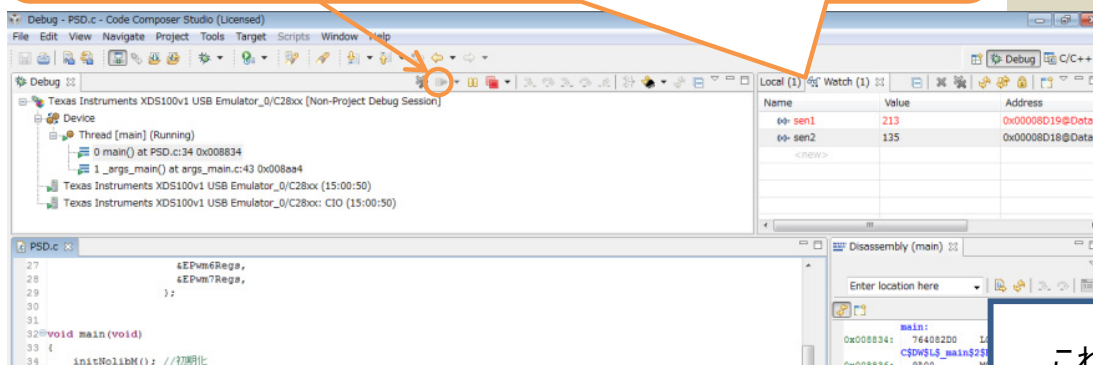 Debug - PSD.c - Code Composer Studio (Licensed)
File Edit View Navigate Project Tools Target Scripts Window Help
Debug C/C++
Debug
Local (1) Watch (1)
Texas Instruments XDS100v1 USB Emulator_0/C28xx [Non-Project Debug Session]
Device
Thread [main] (Running)
0 main() at PSD.c:34 0x008834
1 _args_main() at args_main.c:43 0x008aa4
Texas Instruments XDS100v1 USB Emulator_0/C28xx (15:00:50)
Texas Instruments XDS100v1 USB Emulator_0/C28xx: CIO (15:00:50)
Name Value Address
sen1 213 0x00008D19@Data
sen2 135 0x00008D18@Data
<new>
PSD.c
27 &EPwm6Regs,
28 &EPwm7Regs,
29 };
30
31
32 void main(void)
33 {
34 initNolibM(); //初期化
Disassembly (main)
Enter location here
main:
0x008834: 764082D0
C$DW$L$_main$2$